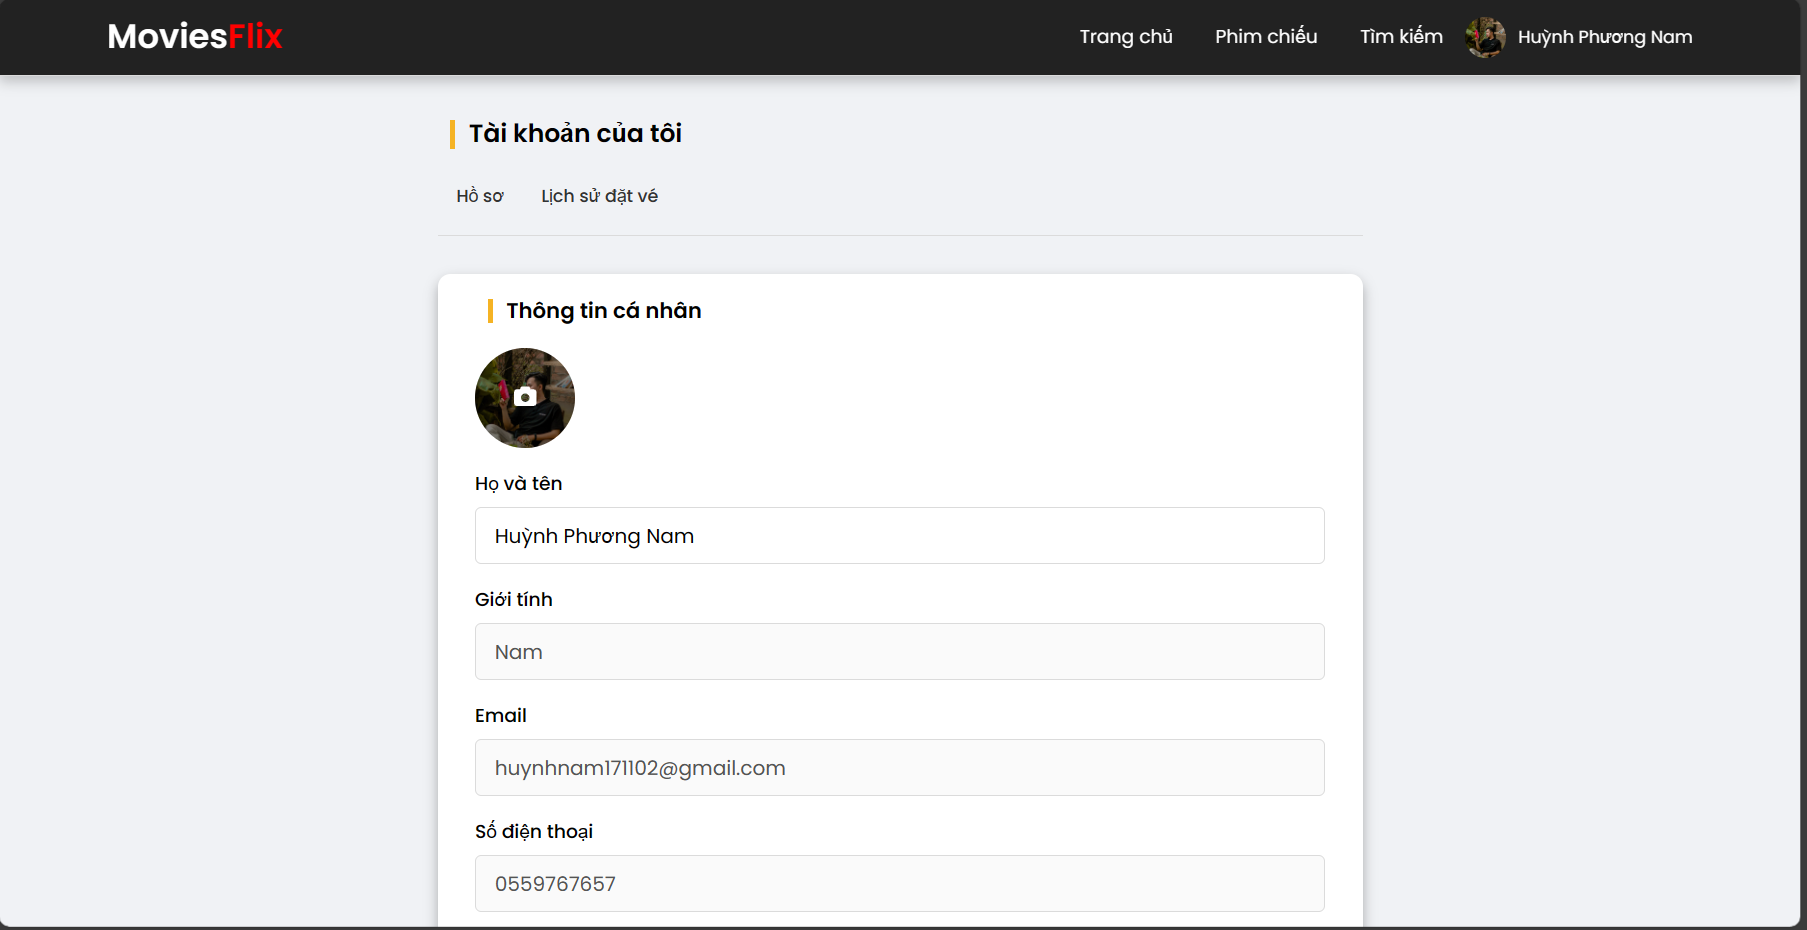 MoviesFlix
Trang chủ Phim chiếu Tìm kiếm Huỳnh Phương Nam
Tài khoản của tôi
Hồ sơ Lịch sử đặt vé
Thông tin cá nhân
Họ và tên
Huỳnh Phương Nam
Giới tính
Nam
Email
huynhnam171102@gmail.com
Số điện thoại
0559767657